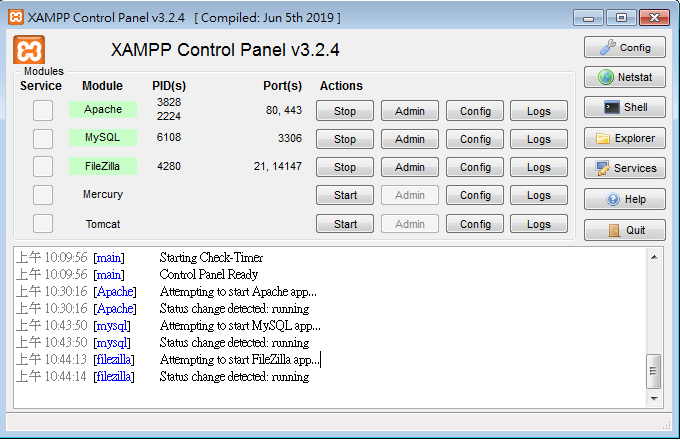 XAMPP Control Panel v3.2.4 [ Compiled: Jun 5th 2019 ]
XAMPP Control Panel v3.2.4
Config
Modules
Service Module PID(s) Port(s) Actions
Netstat
Apache 3828 2224 80, 443 Stop Admin Config Logs
Shell
MySQL 6108 3306 Stop Admin Config Logs
Explorer
FileZilla 4280 21, 14147 Stop Admin Config Logs
Services
Mercury Start Admin Config Logs
Help
Tomcat Start Admin Config Logs
Quit
上午 10:09:56 [main] Starting Check-Timer
上午 10:09:56 [main] Control Panel Ready
上午 10:30:16 [Apache] Attempting to start Apache app...
上午 10:30:16 [Apache] Status change detected: running
上午 10:43:50 [mysql] Attempting to start MySQL app...
上午 10:43:50 [mysql] Status change detected: running
上午 10:44:13 [filezilla] Attempting to start FileZilla app...
上午 10:44:14 [filezilla] Status change detected: running